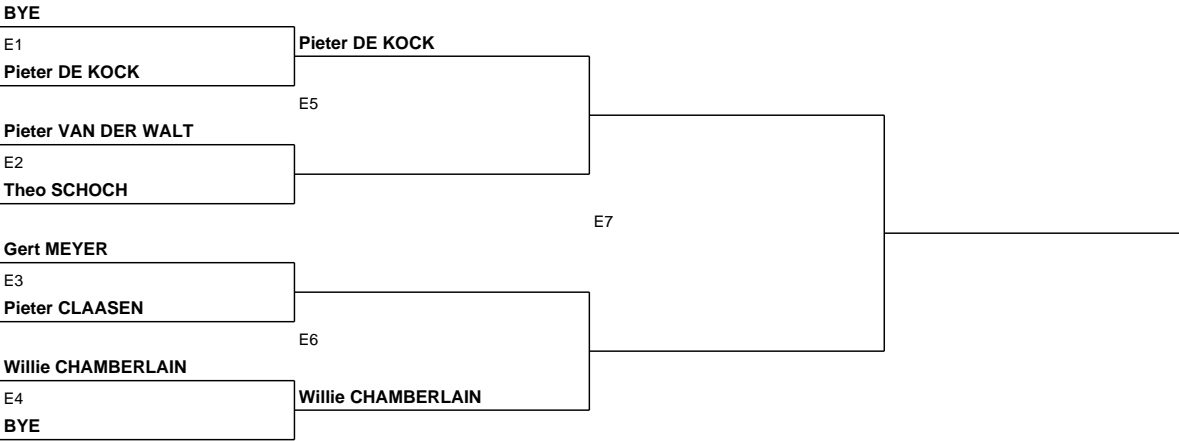 BYE
E1
Pieter DE KOCK
Pieter DE KOCK
E5
Pieter VAN DER WALT
E2
Theo SCHOCH
E7
Gert MEYER
E3
Pieter CLAASEN
E6
Willie CHAMBERLAIN
E4
Willie CHAMBERLAIN
BYE